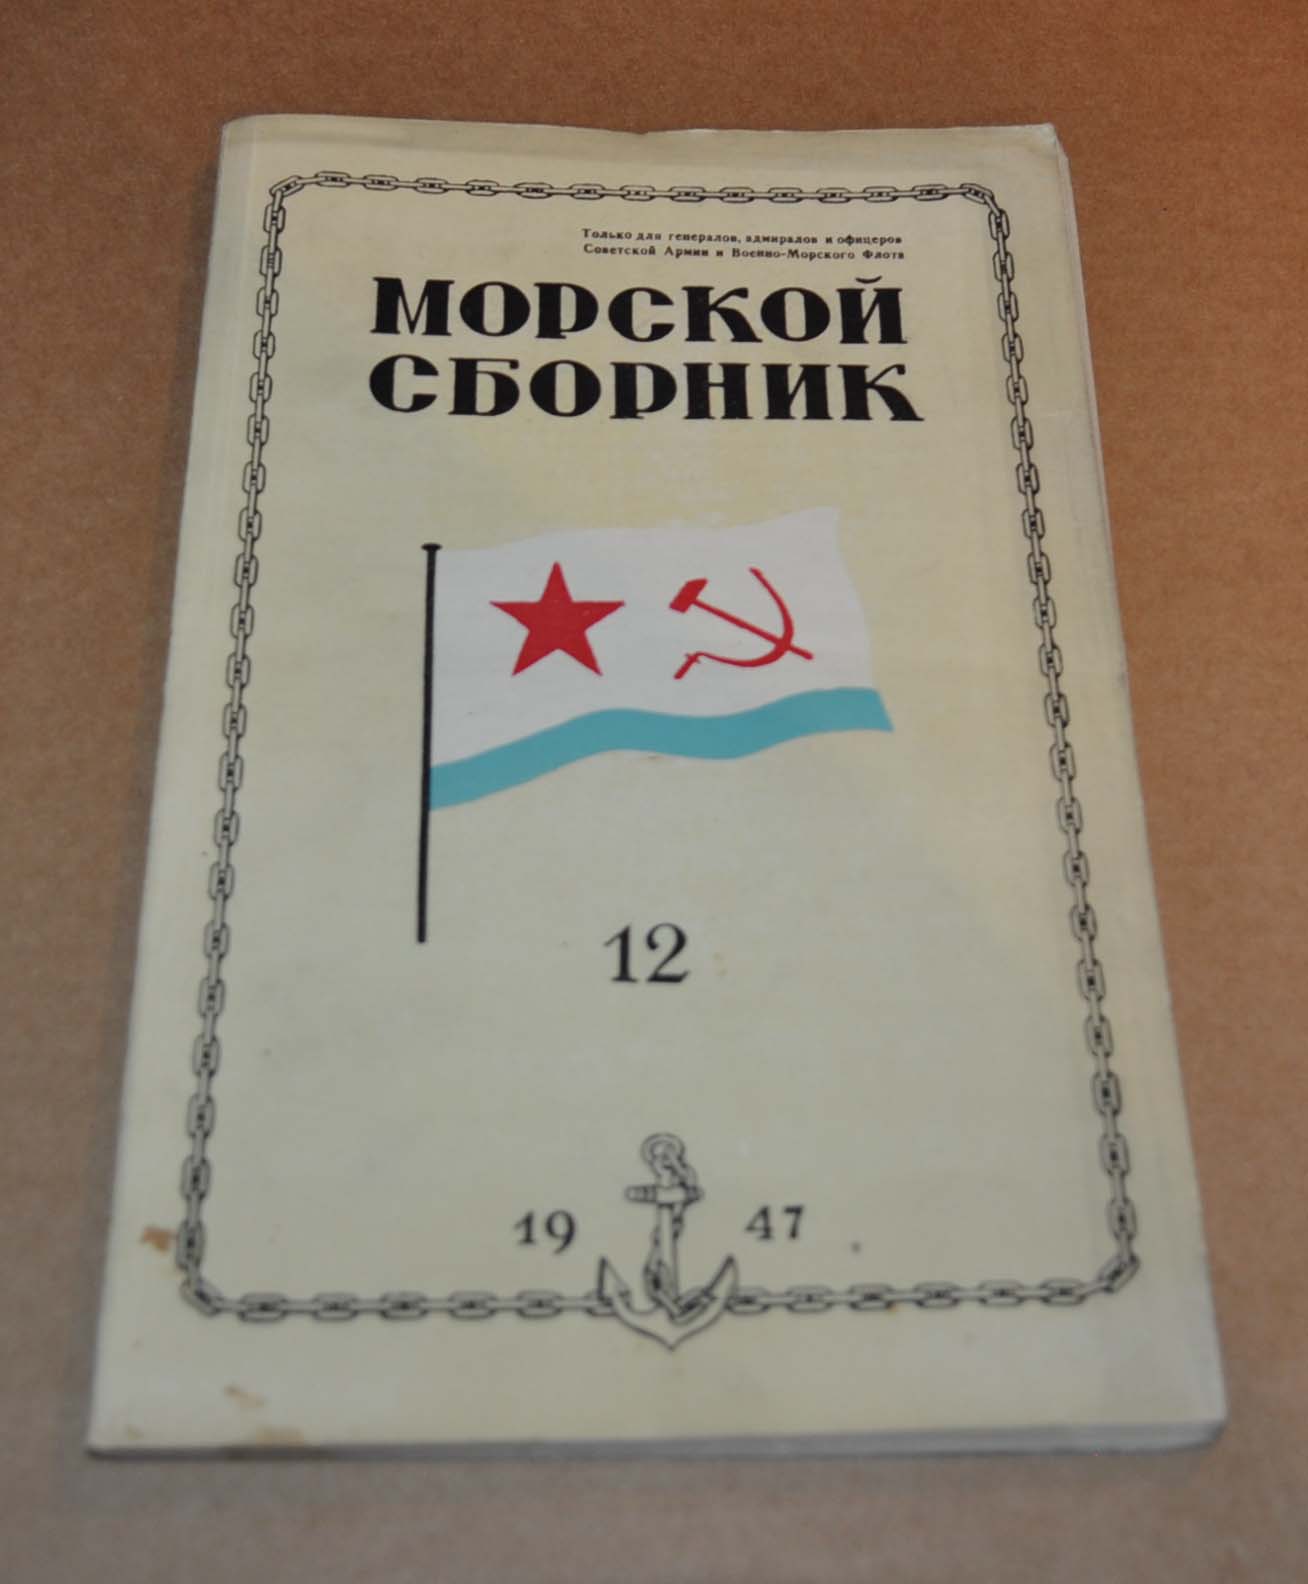 Только для генералов, адмиралов и офицеров
Советской Армии и Военно-Морского Флота
МОРСКОЙ
СБОРНИК
12
19 47